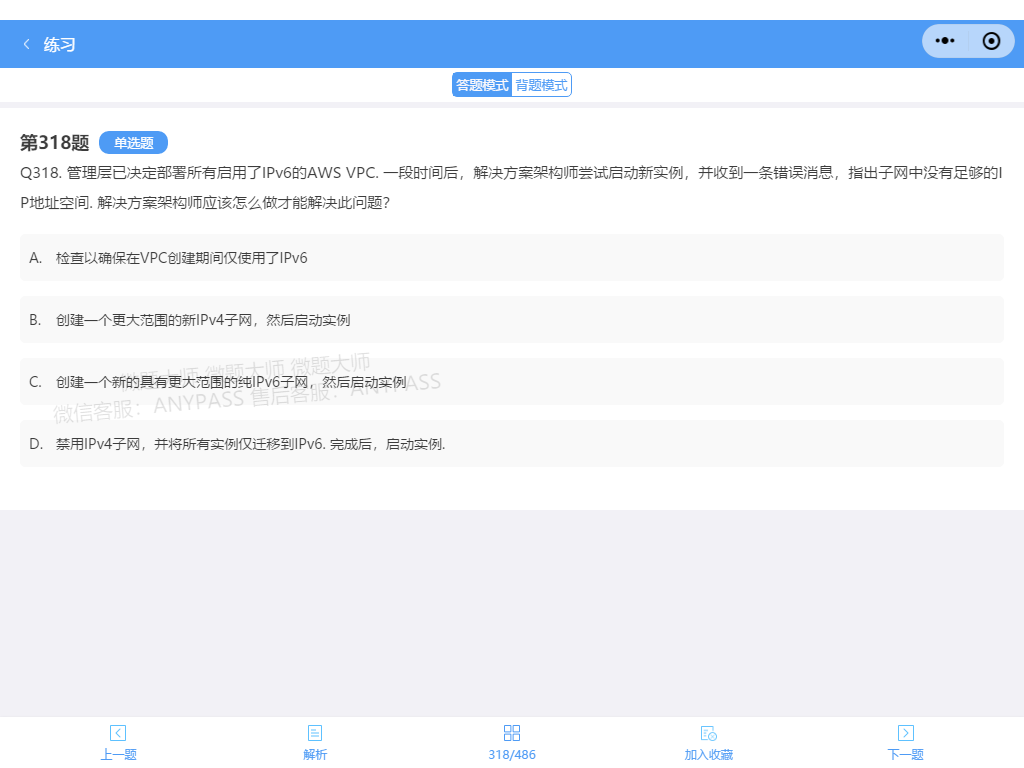 练习
答题模式 背题模式
第318题 单选题
Q318. 管理层已决定部署所有启用了IPv6的AWS VPC. 一段时间后，解决方案架构师尝试启动新实例，并收到一条错误消息，指出子网中没有足够的I
P地址空间. 解决方案架构师应该怎么做才能解决此问题？
A. 检查以确保在VPC创建期间仅使用了IPv6
B. 创建一个更大范围的新IPv4子网，然后启动实例
C. 创建一个新的具有更大范围的纯IPv6子网，然后启动实例
微题大师 微题大师 微题大师
微信客服：ANYPASS 售后客服：ANYPASS
D. 禁用IPv4子网，并将所有实例仅迁移到IPv6. 完成后，启动实例.
上一题 解析 318/486 加入收藏 下一题